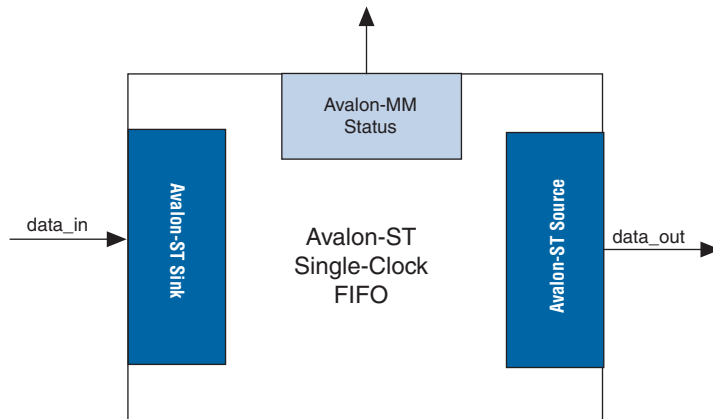 Avalon-MM
Status
data_in
Avalon-ST Sink
Avalon-ST
Single-Clock
FIFO
Avalon-ST Source
data_out